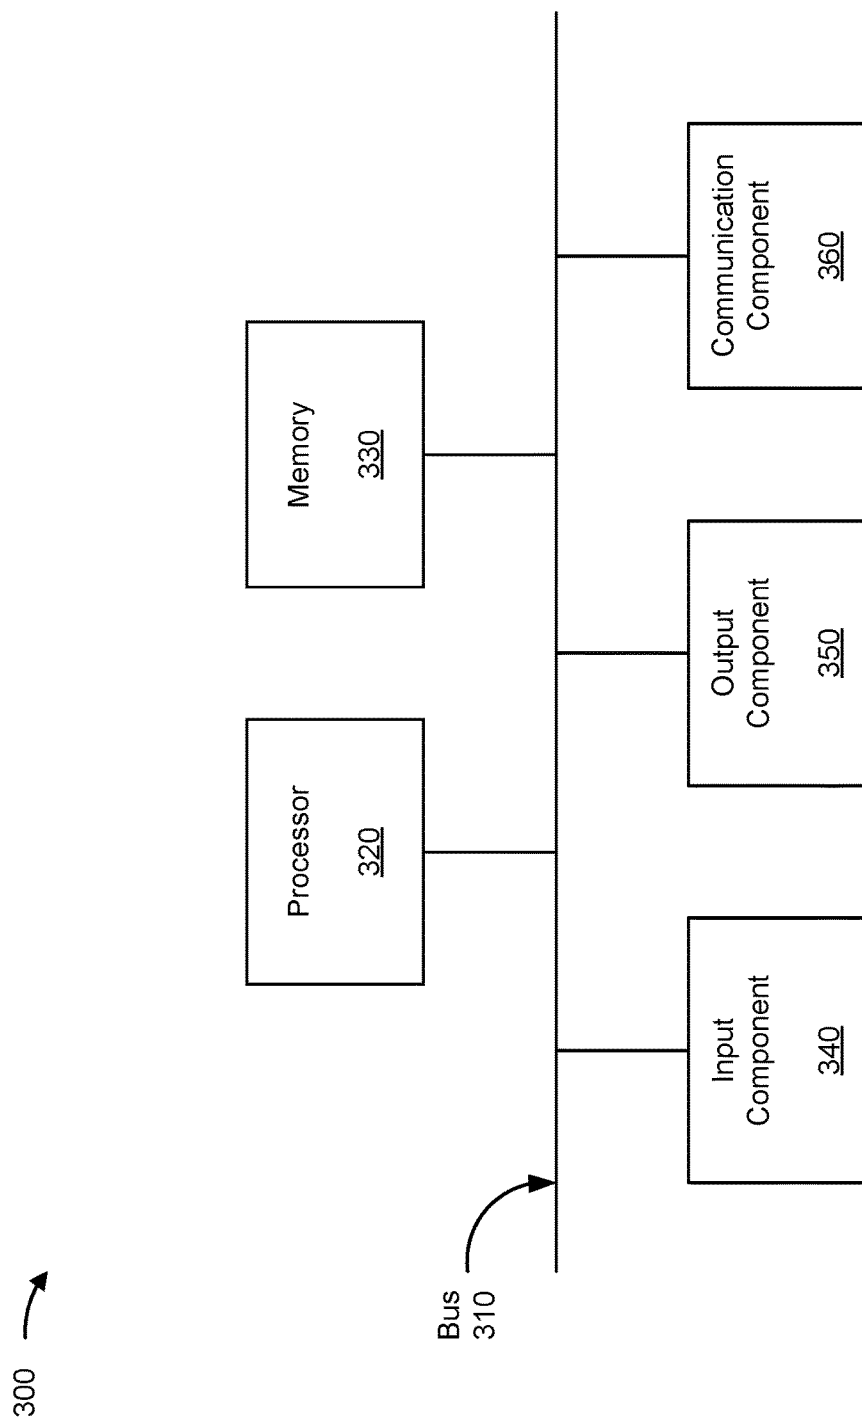 300
Processor
320
Memory
330
Bus
310
Input
Component
340
Output
Component
350
Communication
Component
360